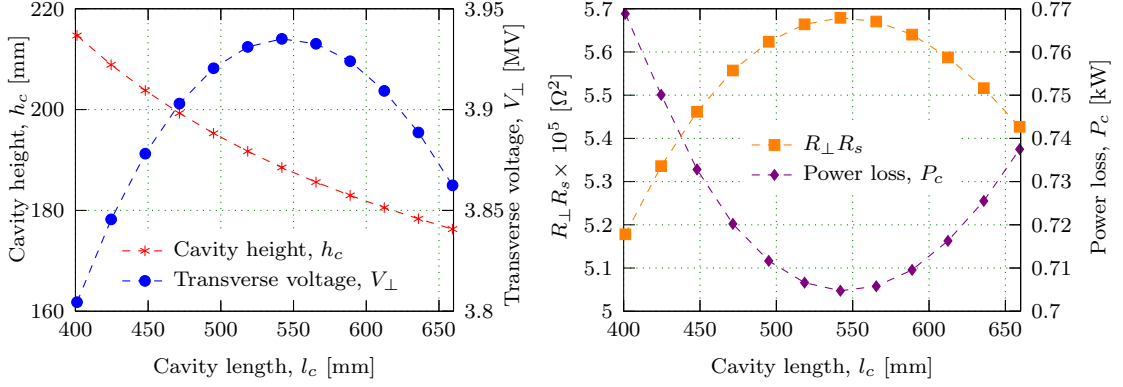 220
200
180
160
Cavity height, h_c [mm]
Cavity height, h_c
Transverse voltage, V_⊥
3.95
3.9
3.85
3.8
Transverse voltage, V_⊥ [MV]
400 450 500 550 600 650
Cavity length, l_c [mm]
5.7
5.6
5.5
5.4
5.3
5.2
5.1
5
R_⊥R_s× 10^5 [Ω^2]
R_⊥R_s
Power loss, P_c
0.77
0.76
0.75
0.74
0.73
0.72
0.71
0.7
Power loss, P_c [kW]
400 450 500 550 600 650
Cavity length, l_c [mm]